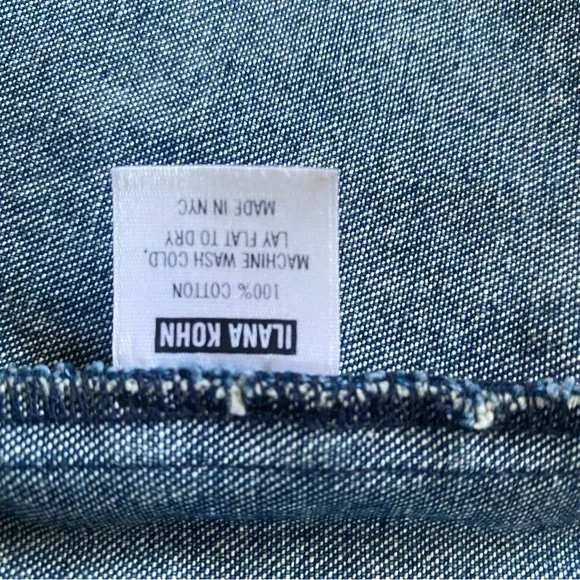 ILANA KOHN
100% COTTON
MACHINE WASH COLD,
LAY FLAT TO DRY
MADE IN NYC